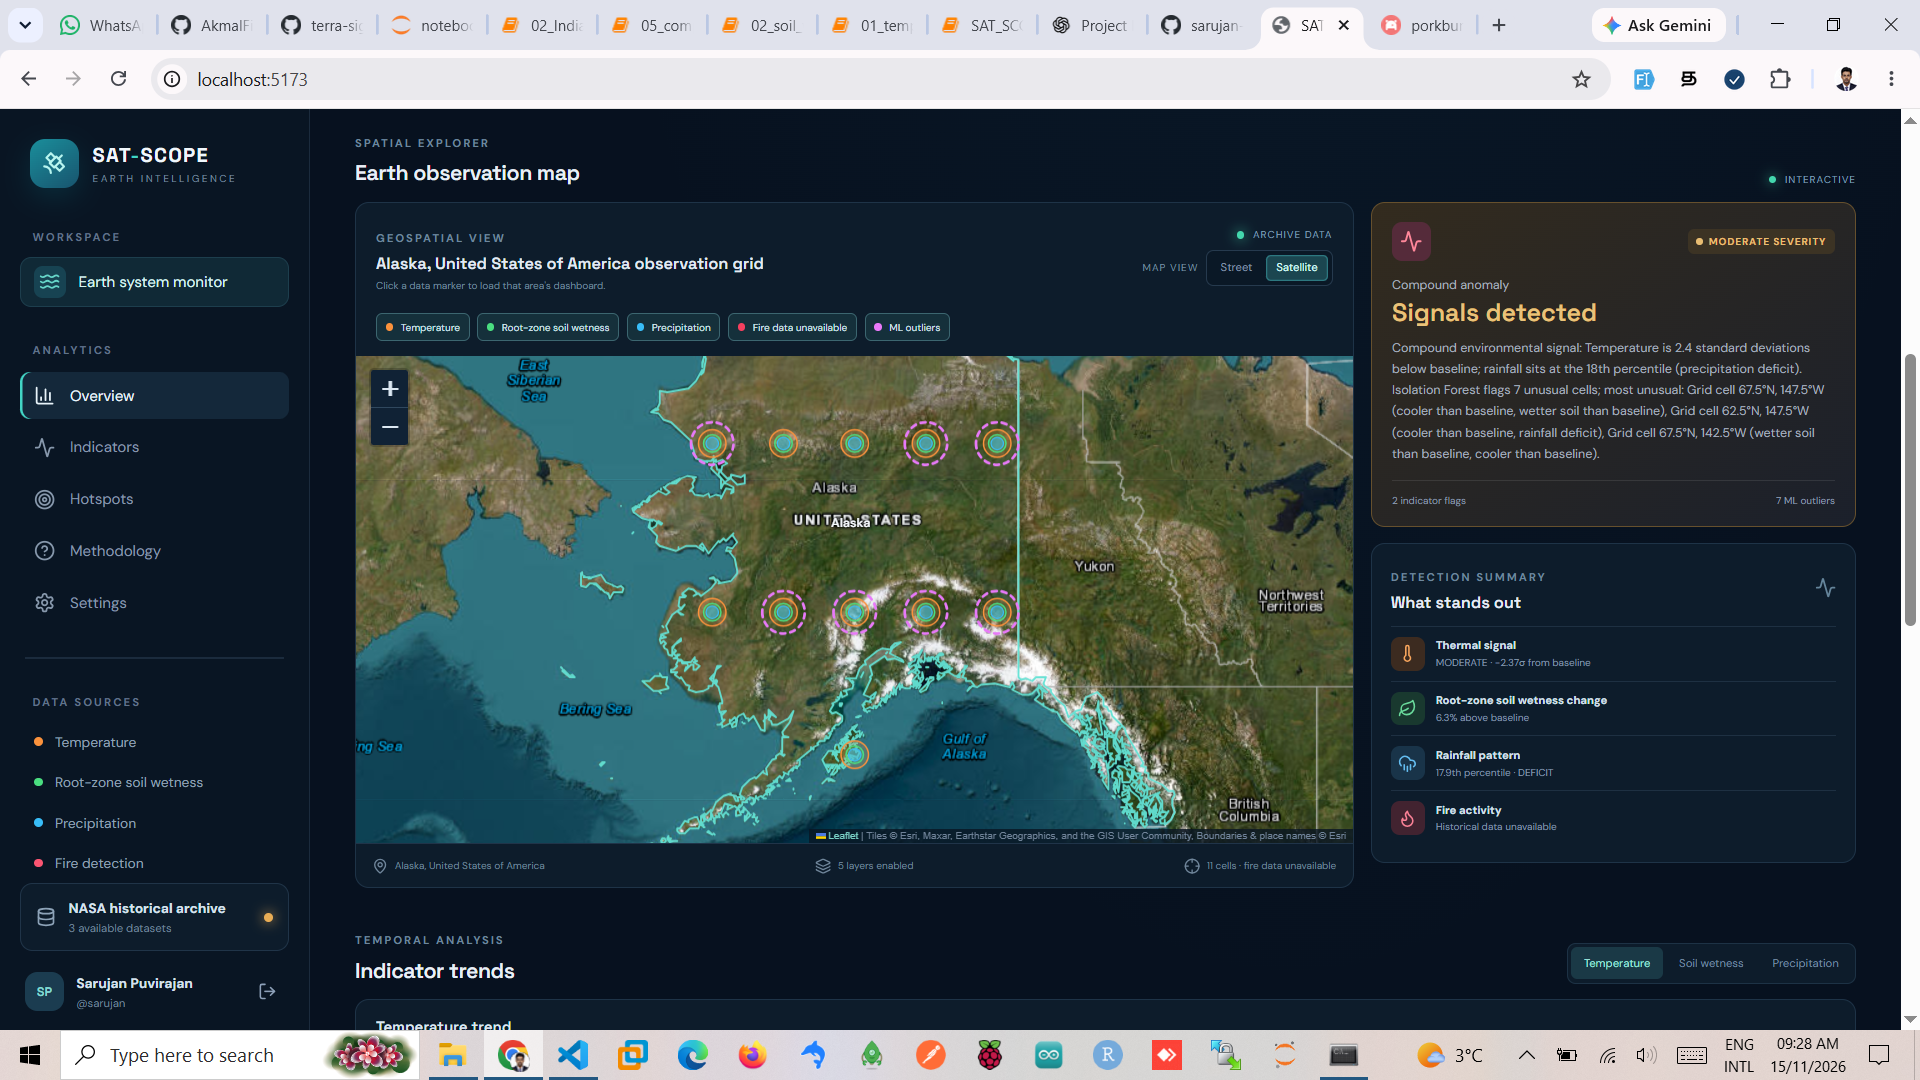 WhatsA
AkmalF
terra-sig
notebo
02_India
05_com
02_soil_
01_temp
SAT_SCO
Project
sarujan-
SAT
porkbun
Ask Gemini
localhost:5173
SAT-SCOPE
EARTH INTELLIGENCE
WORKSPACE
Earth system monitor
ANALYTICS
Overview
Indicators
Hotspots
Methodology
Settings
DATA SOURCES
Temperature
Root-zone soil wetness
Precipitation
Fire detection
NASA historical archive
3 available datasets
SP
Sarujan Puvirajan
@sarujan
SPATIAL EXPLORER
Earth observation map
INTERACTIVE
GEOSPATIAL VIEW
ARCHIVE DATA
Alaska, United States of America observation grid
Click a data marker to load that area's dashboard.
MAP VIEW
Street
Satellite
Temperature
Root-zone soil wetness
Precipitation
Fire data unavailable
ML outliers
+
−
East
Siberian
Sea
Alaska
UNITED STATES
Alaska
Yukon
Northwest
Territories
Bering Sea
ng Sea
Gulf of
Alaska
British
Columbia
Leaflet | Tiles © Esri, Maxar, Earthstar Geographics, and the GIS User Community, Boundaries & place names © Esri
Alaska, United States of America
5 layers enabled
11 cells · fire data unavailable
MODERATE SEVERITY
Compound anomaly
Signals detected
Compound environmental signal: Temperature is 2.4 standard deviations
below baseline; rainfall sits at the 18th percentile (precipitation deficit).
Isolation Forest flags 7 unusual cells; most unusual: Grid cell 67.5°N, 147.5°W
(cooler than baseline, wetter soil than baseline), Grid cell 62.5°N, 147.5°W
(cooler than baseline, rainfall deficit), Grid cell 67.5°N, 142.5°W (wetter soil
than baseline, cooler than baseline).
2 indicator flags
7 ML outliers
DETECTION SUMMARY
What stands out
Thermal signal
MODERATE · -2.37σ from baseline
Root-zone soil wetness change
6.3% above baseline
Rainfall pattern
17.9th percentile · DEFICIT
Fire activity
Historical data unavailable
TEMPORAL ANALYSIS
Indicator trends
Temperature
Soil wetness
Precipitation
Temperature trend
Type here to search
3°C
ENG
INTL
09:28 AM
15/11/2026